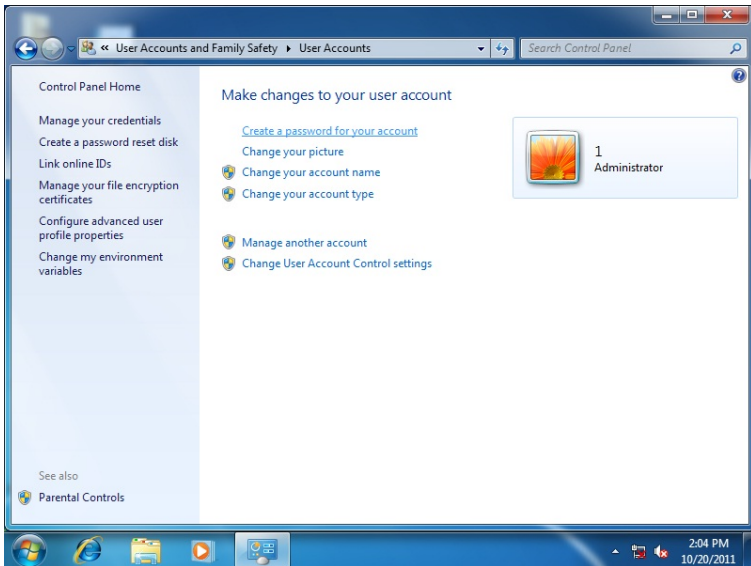 « User Accounts and Family Safety ▸ User Accounts
Search Control Panel
Control Panel Home
Manage your credentials
Create a password reset disk
Link online IDs
Manage your file encryption
certificates
Configure advanced user
profile properties
Change my environment
variables
See also
Parental Controls
Make changes to your user account
Create a password for your account
Change your picture
Change your account name
Change your account type
Manage another account
Change User Account Control settings
1
Administrator
2:04 PM
10/20/2011